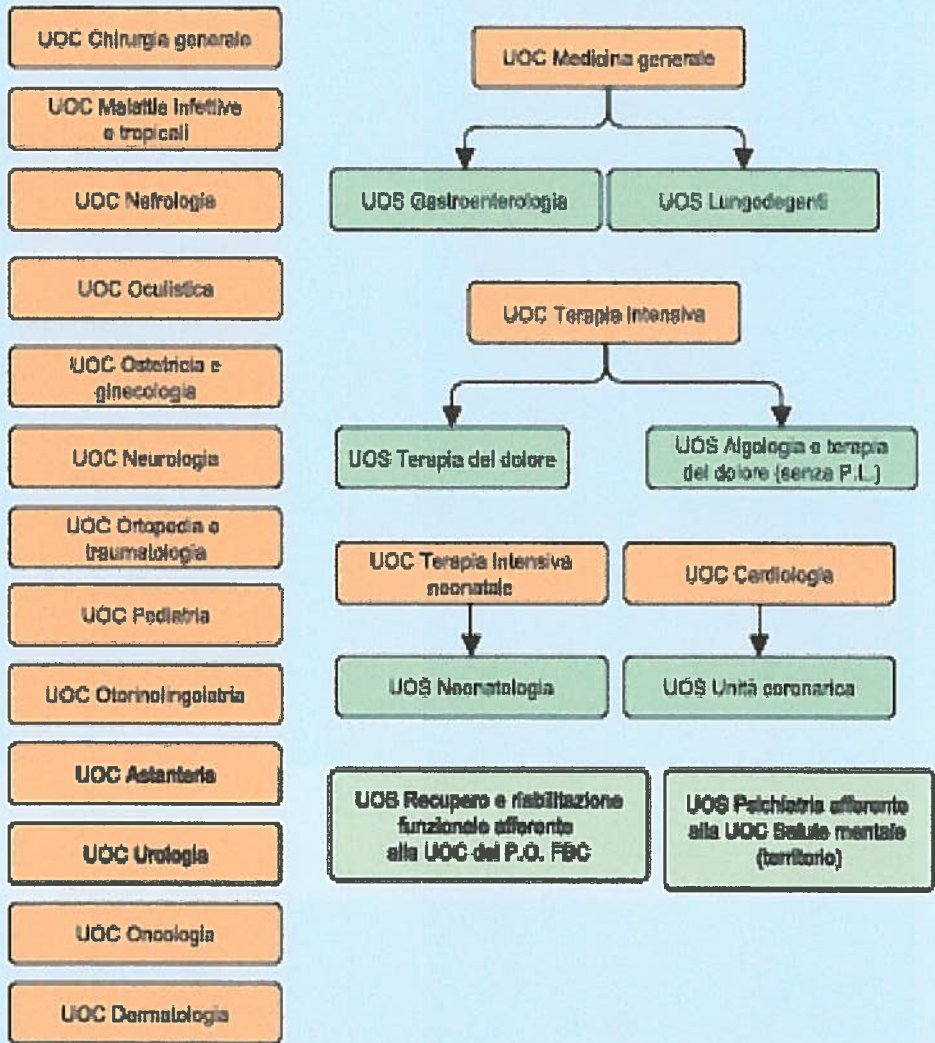 UOC Chirurgia generale
UOC Malattie infettive
e tropicali
UOC Nefrologia
UOC Oculistica
UOC Ostetricia e
ginecologia
UOC Neurologia
UOC Ortopedia e
traumatologia
UOC Pediatria
UOC Otorinolingoiatria
UOC Astanteria
UOC Urologia
UOC Oncologia
UOC Dermatologia
UOC Medicina generale
UOS Gastroenterologia
UOS Lungodegenti
UOC Terapia intensiva
UOS Terapia del dolore
UOS Algologia e terapia
del dolore (senza P.L.)
UOC Terapia intensiva
neonatale
UOC Cardiologia
UOS Neonatologia
UOS Unità coronarica
UOS Recupero e riabilitazione
funzionale afferente
alla UOC del P.O. FBC
UOS Psichiatria afferente
alla UOC Salute mentale
(territorio)